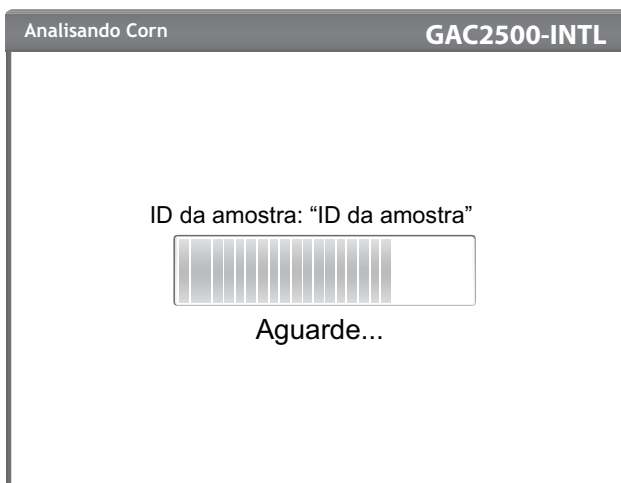 Analisando Corn
GAC2500-INTL
ID da amostra: “ID da amostra”
Aguarde...